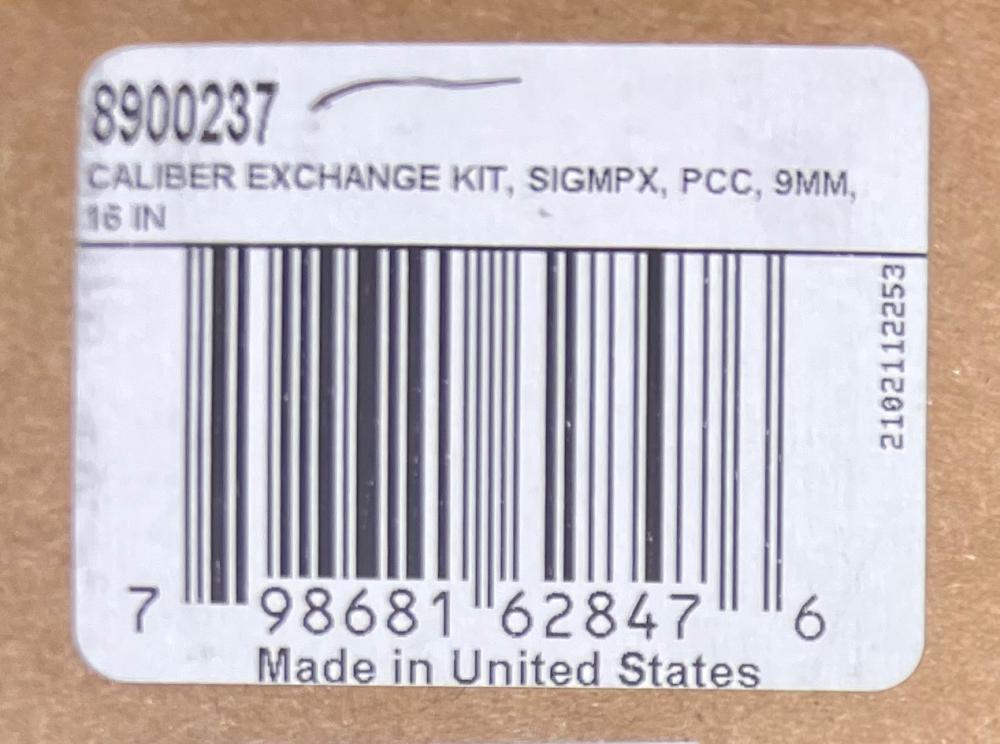 8900237
CALIBER EXCHANGE KIT, SIGMPX, PCC, 9MM,
16 IN
2102112253
7 98681 62847 6
Made in United States